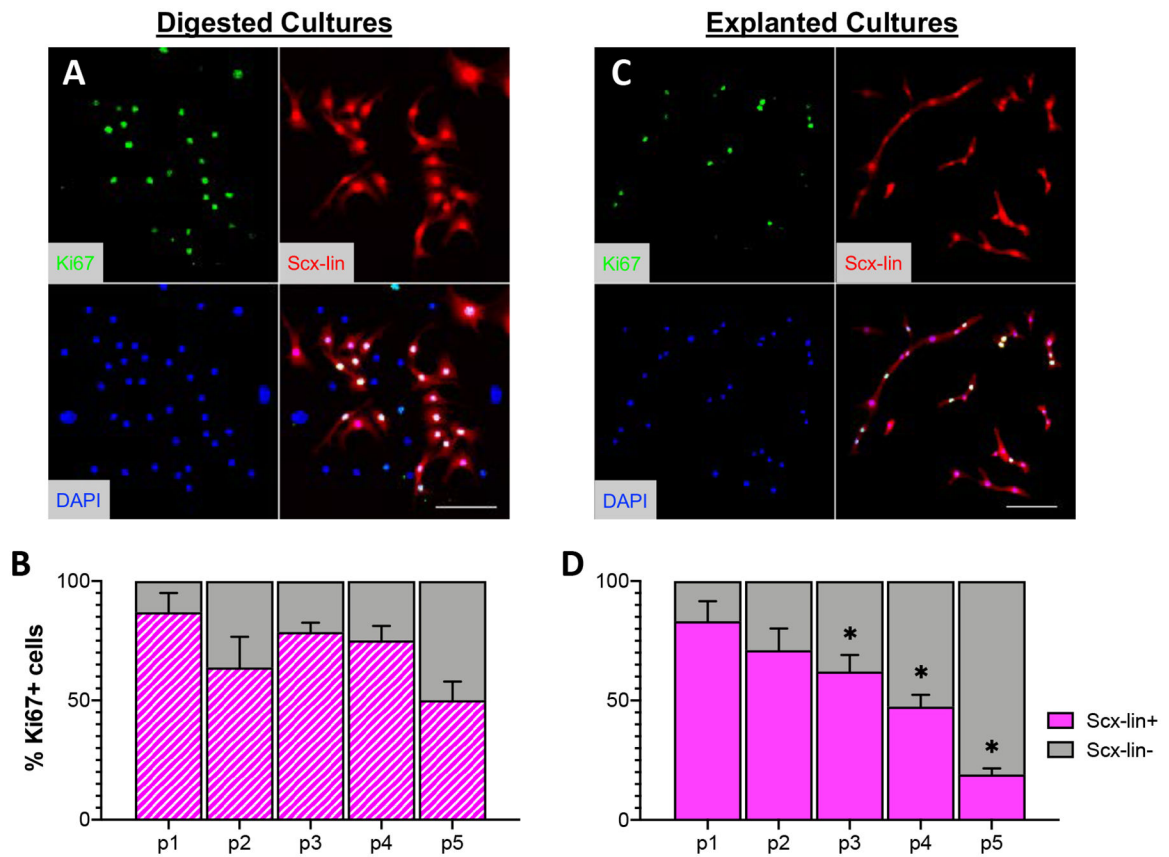 Digested Cultures
Explanted Cultures
A
Ki67
Scx-lin
DAPI
C
Ki67
Scx-lin
DAPI
B
% Ki67+ cells
100
50
0
p1 p2 p3 p4 p5
D
100
50
0
* * *
p1 p2 p3 p4 p5
Scx-lin+
Scx-lin-